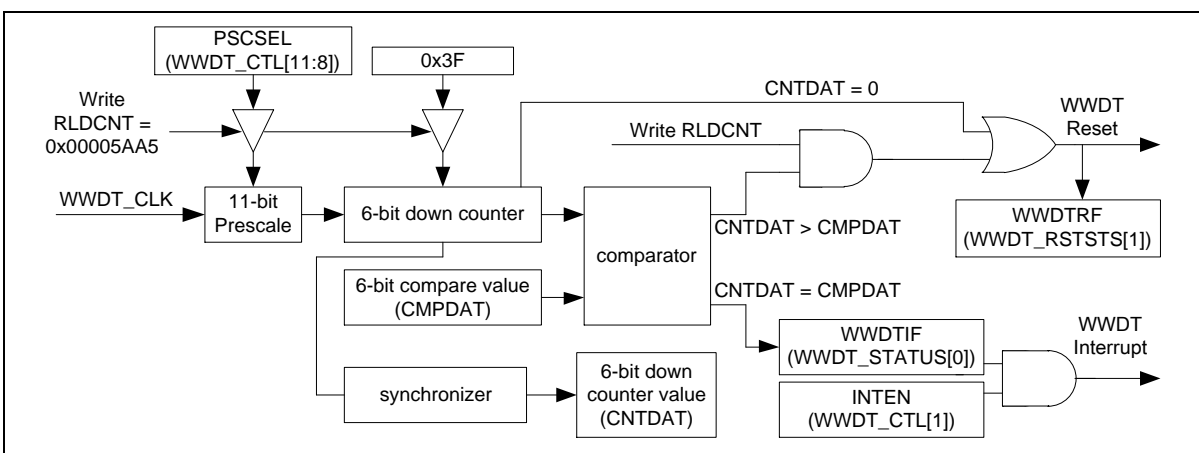 PSCSEL
(WWDT_CTL[11:8])
0x3F
Write
RLDCNT =
0x00005AA5
CNTDAT = 0
WWDT
Reset
Write RLDCNT
WWDT_CLK
11-bit
Prescale
6-bit down counter
comparator
CNTDAT > CMPDAT
WWDTRF
(WWDT_RSTSTS[1])
6-bit compare value
(CMPDAT)
CNTDAT = CMPDAT
WWDTIF
(WWDT_STATUS[0])
WWDT
Interrupt
synchronizer
6-bit down
counter value
(CNTDAT)
INTEN
(WWDT_CTL[1])